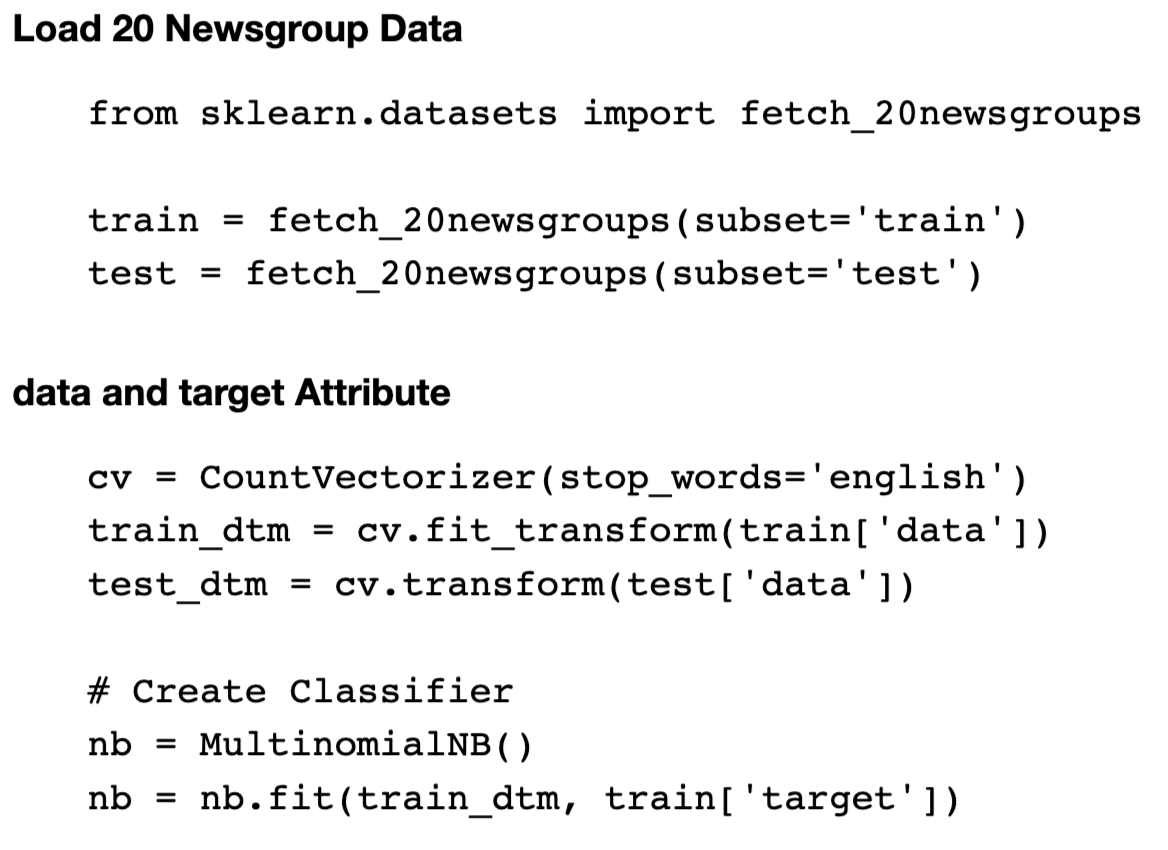 Load 20 Newsgroup Data
from sklearn.datasets import fetch_20newsgroups
train = fetch_20newsgroups(subset='train')
test = fetch_20newsgroups(subset='test')
data and target Attribute
cv = CountVectorizer(stop_words='english')
train_dtm = cv.fit_transform(train['data'])
test_dtm = cv.transform(test['data'])
# Create Classifier
nb = MultinomialNB()
nb = nb.fit(train_dtm, train['target'])